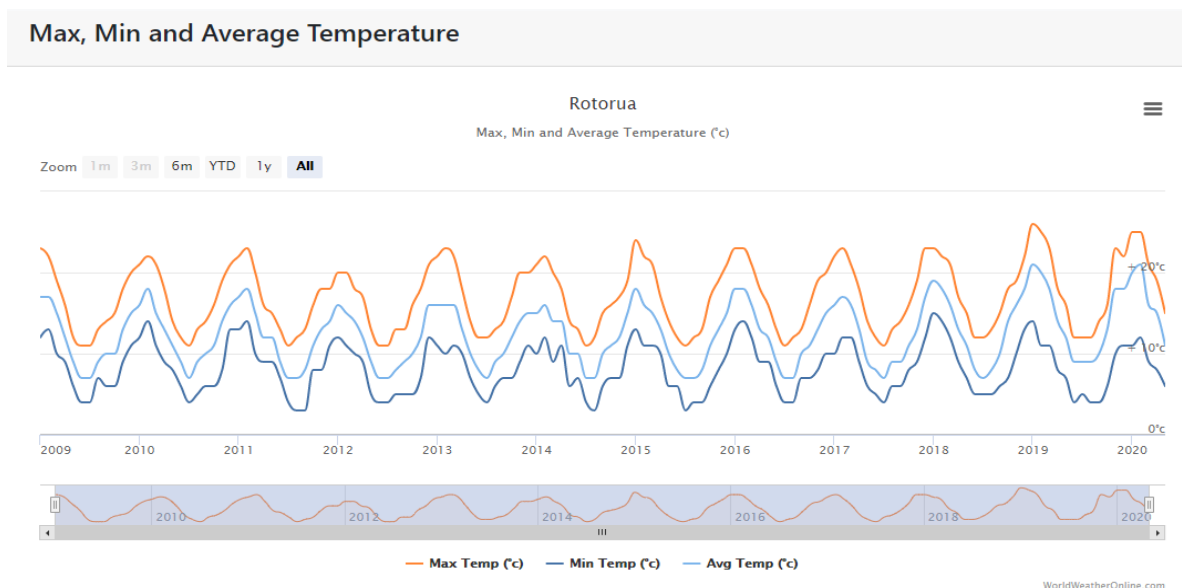 Max, Min and Average Temperature
Rotorua
Max, Min and Average Temperature (°c)
Zoom 1m 3m 6m YTD 1y All
+ 20°c
+ 10°c
0°c
2009 2010 2011 2012 2013 2014 2015 2016 2017 2018 2019 2020
2010 2012 2014 2016 2018 2020
Max Temp (°c) Min Temp (°c) Avg Temp (°c)
WorldWeatherOnline.com